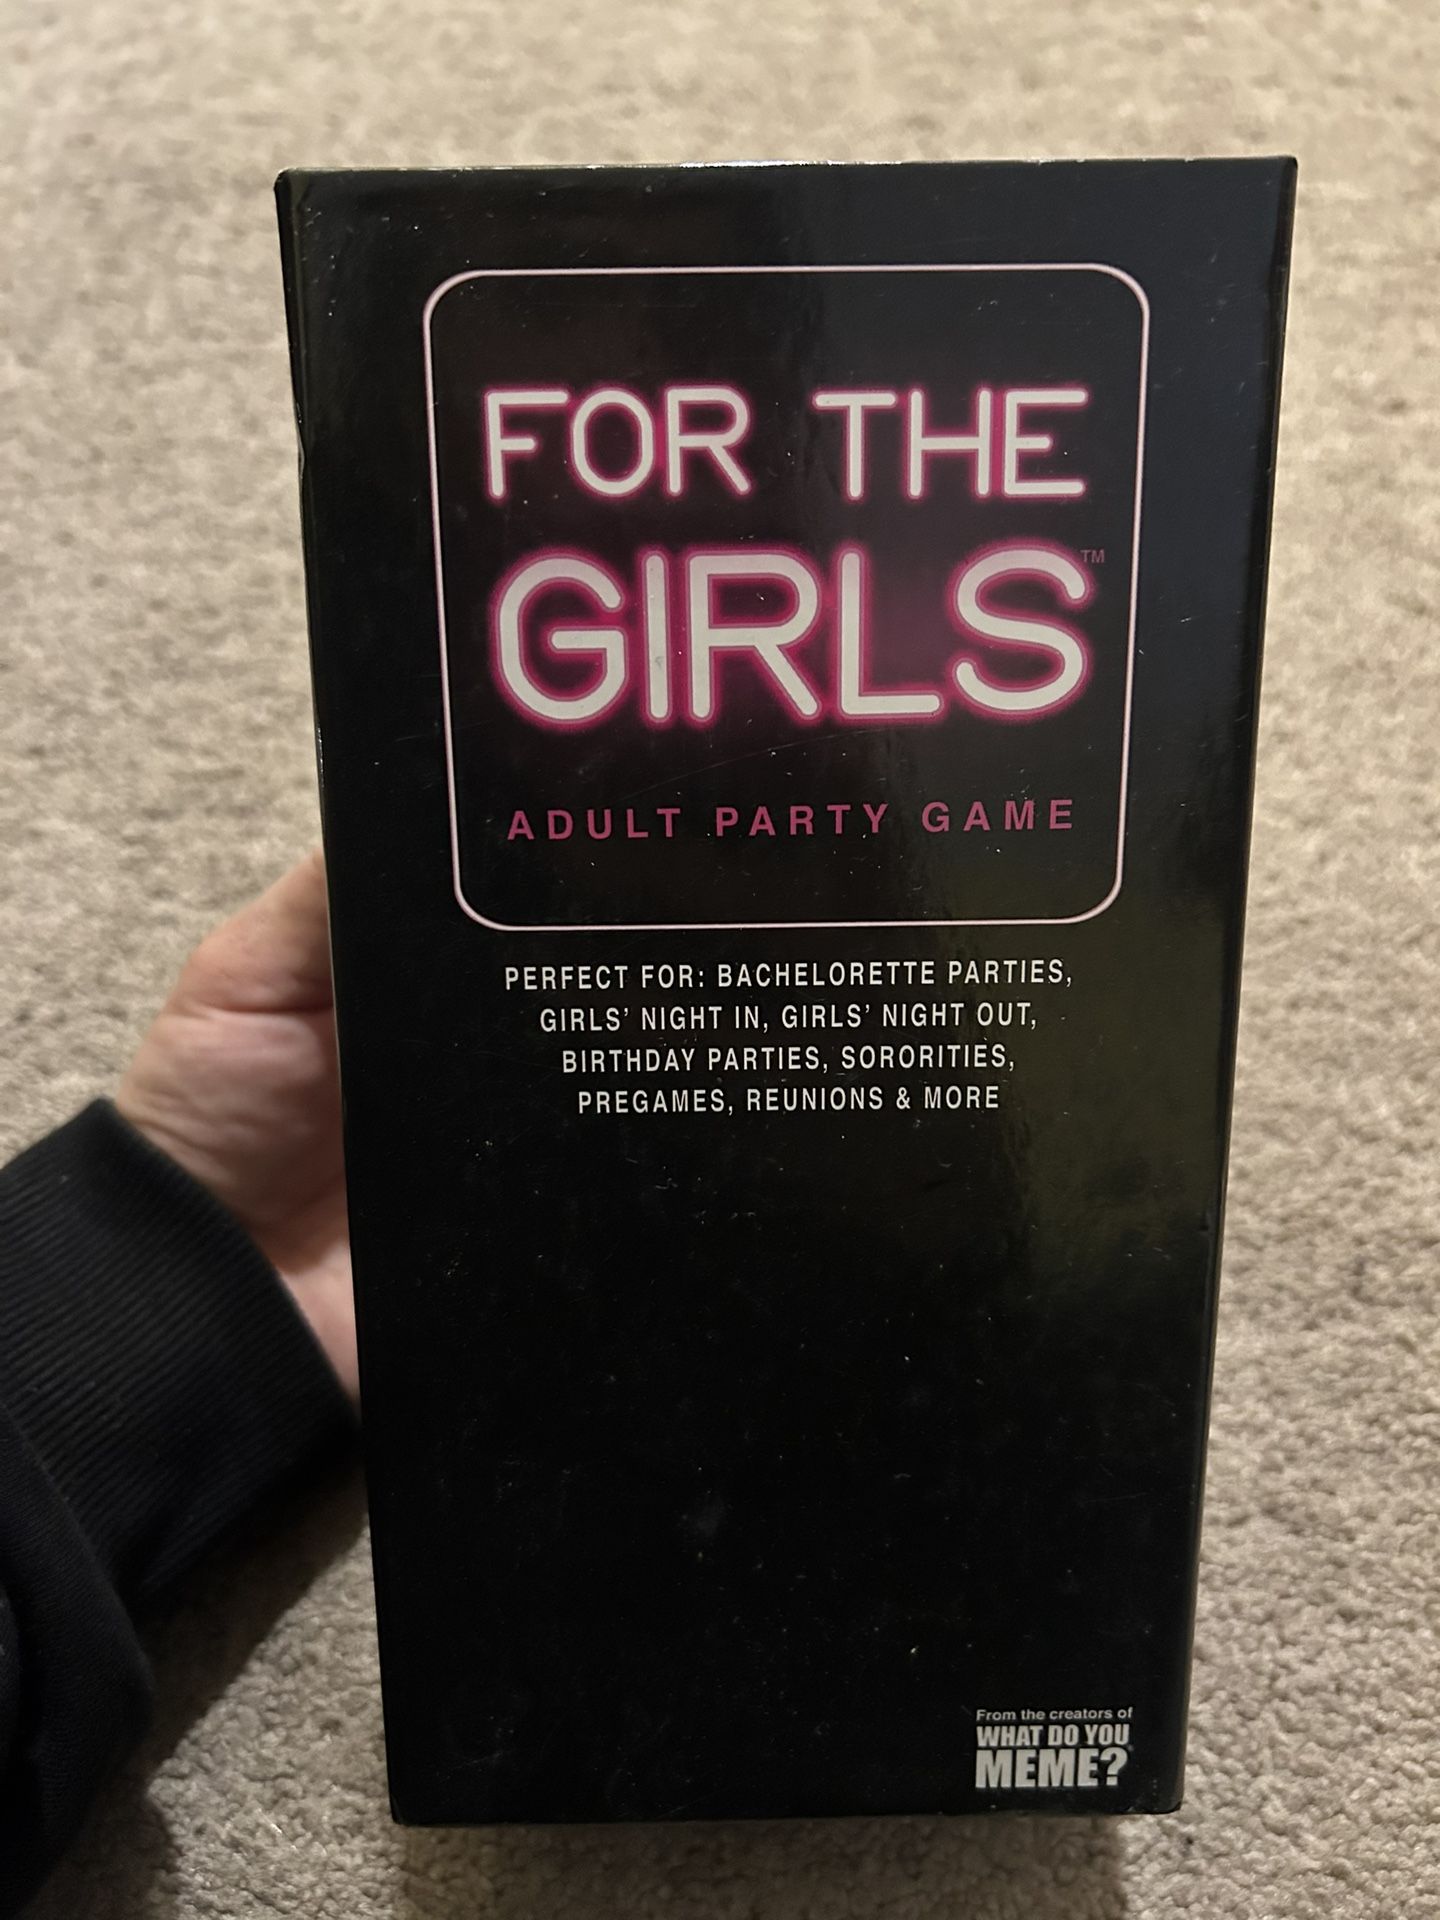 FOR THE
GIRLS™
ADULT PARTY GAME
PERFECT FOR: BACHELORETTE PARTIES,
GIRLS' NIGHT IN, GIRLS' NIGHT OUT,
BIRTHDAY PARTIES, SORORITIES,
PREGAMES, REUNIONS & MORE
From the creators of
WHAT DO YOU
MEME?